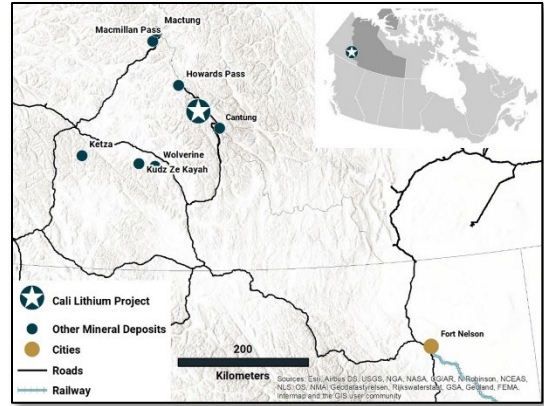 Mactung
Macmillan Pass
Howards Pass
Cantung
Ketza
Wolverine
Kudz Ze Kayah
Cali Lithium Project
Other Mineral Deposits
Cities
Roads
Railway
200
Kilometers
Fort Nelson
Sources: Esri, Airbus DS, USGS, NGA, NASA, CGIAR, N Robinson, NCEAS,
NLS, OS, NMA, Geodatastyrelsen, Rijkswaterstaat, GSA, Geoland, FEMA,
Intermap and the GIS user community